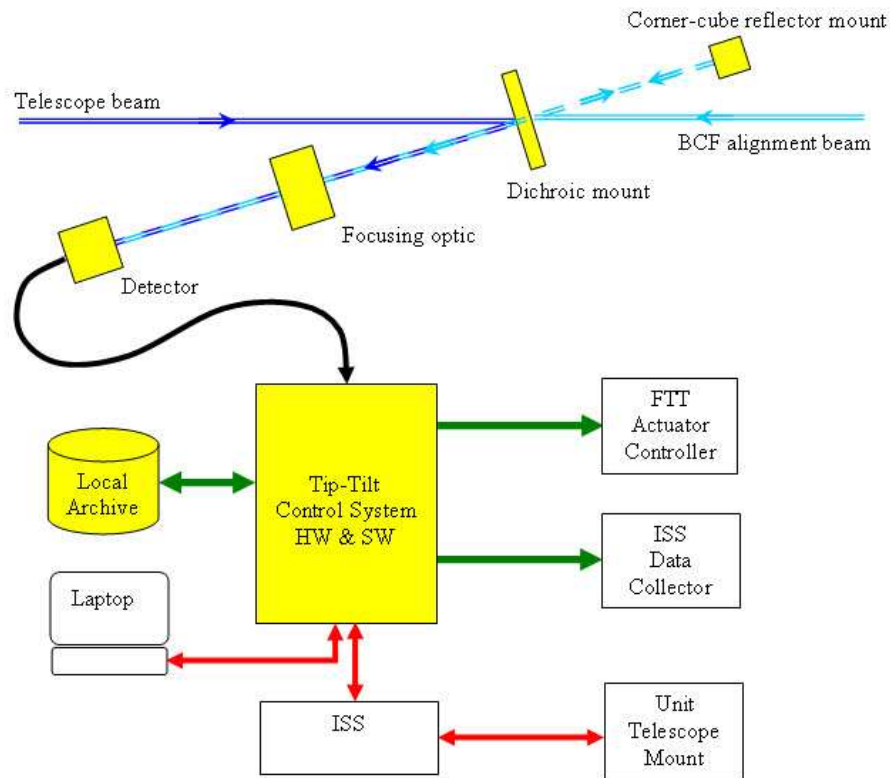 Corner-cube reflector mount
Telescope beam
BCF alignment beam
Dichroic mount
Focusing optic
Detector
FTT
Actuator
Controller
Local
Archive
Tip-Tilt
Control System
HW & SW
ISS
Data
Collector
Laptop
ISS
Unit
Telescope
Mount